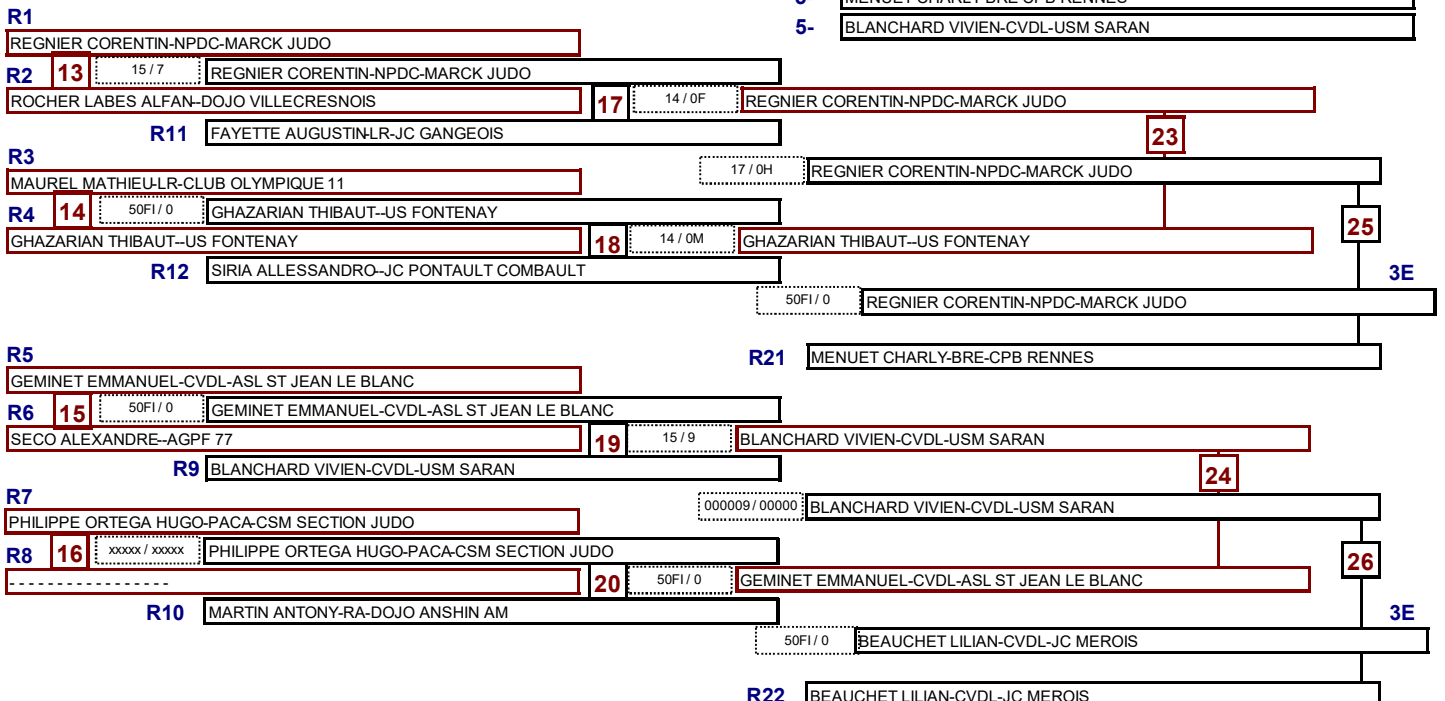 MENUET CHARLY-BRE-CPB RENNES
R1
5- BLANCHARD VIVIEN-CVDL-USM SARAN
REGNIER CORENTIN-NPDC-MARCK JUDO
R2 13 15 / 7 REGNIER CORENTIN-NPDC-MARCK JUDO
ROCHER LABES ALFAN--DOJO VILLECRESNOIS 17 14 / 0F REGNIER CORENTIN-NPDC-MARCK JUDO
R11 FAYETTE AUGUSTIN-LR-JC GANGEOIS 23
R3
17 / 0H REGNIER CORENTIN-NPDC-MARCK JUDO
MAUREL MATHIEU-LR-CLUB OLYMPIQUE 11
R4 14 50FI / 0 GHAZARIAN THIBAUT--US FONTENAY 25
GHAZARIAN THIBAUT--US FONTENAY 18 14 / 0M GHAZARIAN THIBAUT--US FONTENAY
R12 SIRIA ALLESSANDRO--JC PONTAULT COMBAULT 3E
50FI / 0 REGNIER CORENTIN-NPDC-MARCK JUDO
R5 R21 MENUET CHARLY-BRE-CPB RENNES
GEMINET EMMANUEL-CVDL-ASL ST JEAN LE BLANC
R6 15 50FI / 0 GEMINET EMMANUEL-CVDL-ASL ST JEAN LE BLANC
SECO ALEXANDRE--AGPF 77 19 15 / 9 BLANCHARD VIVIEN-CVDL-USM SARAN
R9 BLANCHARD VIVIEN-CVDL-USM SARAN 24
R7
000009 / 00000 BLANCHARD VIVIEN-CVDL-USM SARAN
PHILIPPE ORTEGA HUGO-PACA-CSM SECTION JUDO
R8 16 xxxxx / xxxxx PHILIPPE ORTEGA HUGO-PACA-CSM SECTION JUDO 26
- - - - - - - - - - - - - - - - - 20 50FI / 0 GEMINET EMMANUEL-CVDL-ASL ST JEAN LE BLANC
R10 MARTIN ANTONY-RA-DOJO ANSHIN AM 3E
50FI / 0 BEAUCHET LILIAN-CVDL-JC MEROIS
R22 BEAUCHET LILIAN-CVDL-JC MEROIS